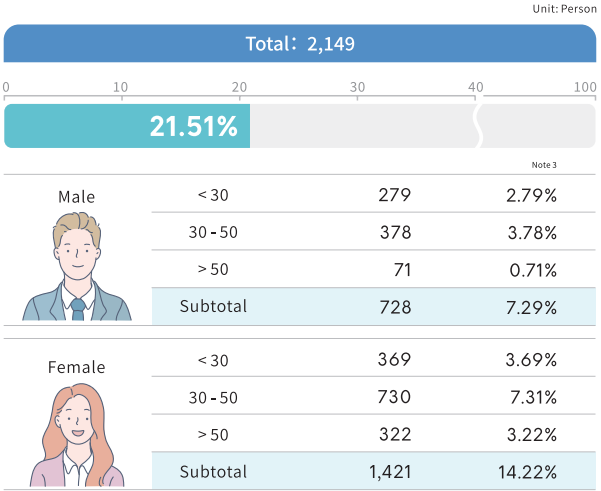 Unit: Person
Total： 2,149
0 10 20 30 40 100
21.51%
Note 3
Male
< 30 279 2.79%
30 - 50 378 3.78%
> 50 71 0.71%
Subtotal 728 7.29%
Female
< 30 369 3.69%
30 - 50 730 7.31%
> 50 322 3.22%
Subtotal 1,421 14.22%